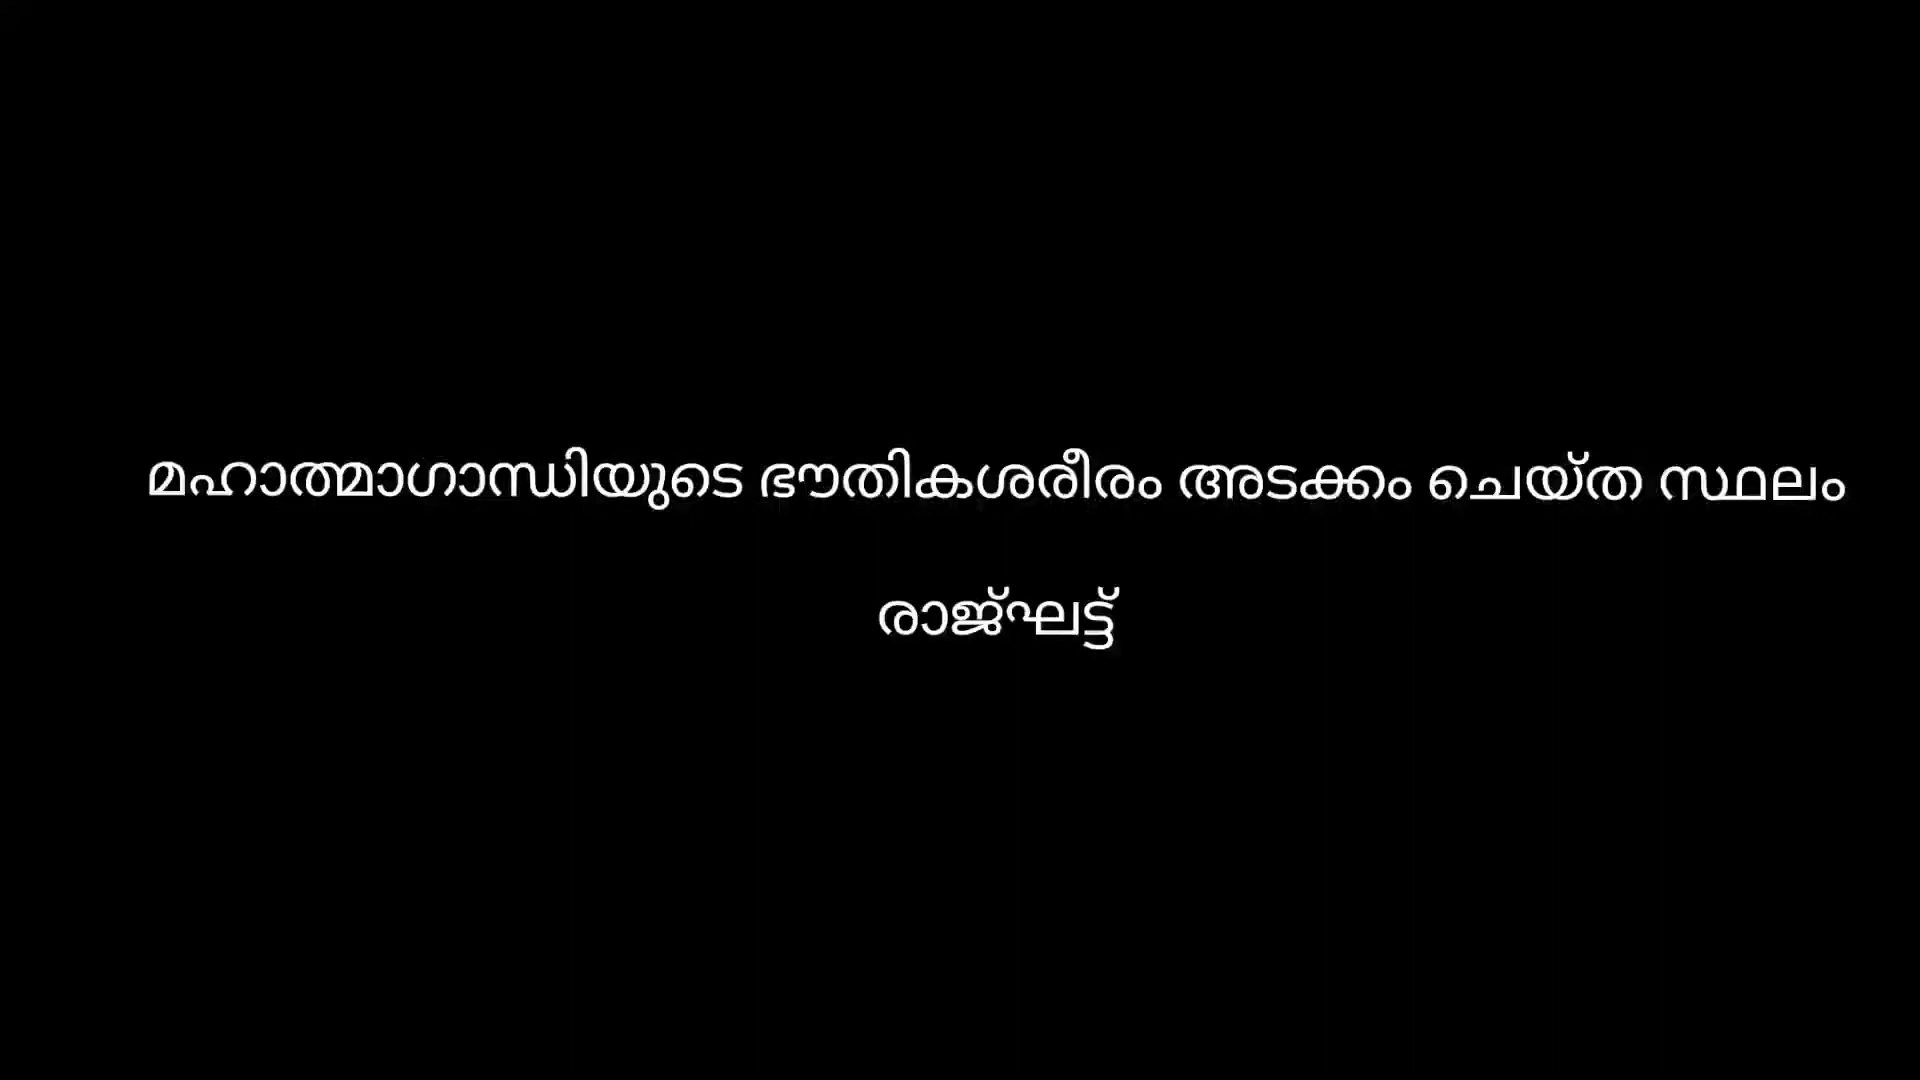 മഹാത്മാഗാന്ധിയുടെ ഭൗതികശരീരം അടക്കം ചെയ്ത സ്ഥലം
രാജ്ഘട്ട്